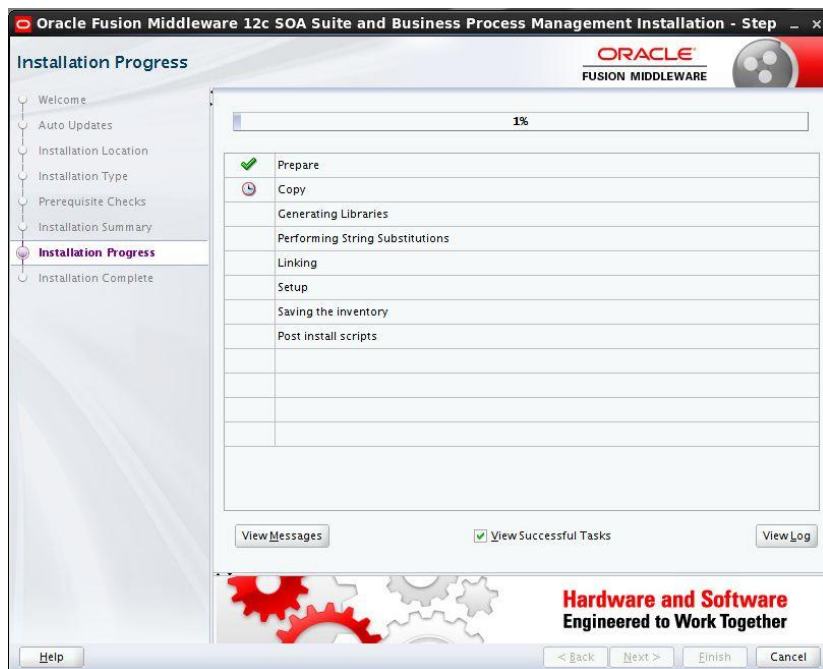 Oracle Fusion Middleware 12c SOA Suite and Business Process Management Installation - Step
Installation Progress
ORACLE
FUSION MIDDLEWARE
Welcome
Auto Updates
Installation Location
Installation Type
Prerequisite Checks
Installation Summary
Installation Progress
Installation Complete
1%
Prepare
Copy
Generating Libraries
Performing String Substitutions
Linking
Setup
Saving the inventory
Post install scripts
View Messages
View Successful Tasks
View Log
Hardware and Software
Engineered to Work Together
Help
< Back
Next >
Finish
Cancel